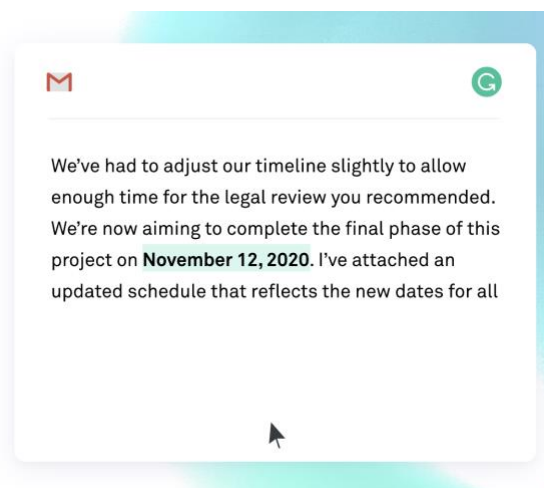 We’ve had to adjust our timeline slightly to allow
enough time for the legal review you recommended.
We’re now aiming to complete the final phase of this
project on November 12, 2020. I’ve attached an
updated schedule that reflects the new dates for all